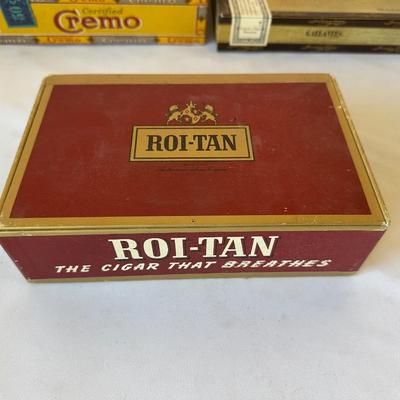 Certified
Cremo
ROI-TAN
ROI-TAN
THE CIGAR THAT BREATHES